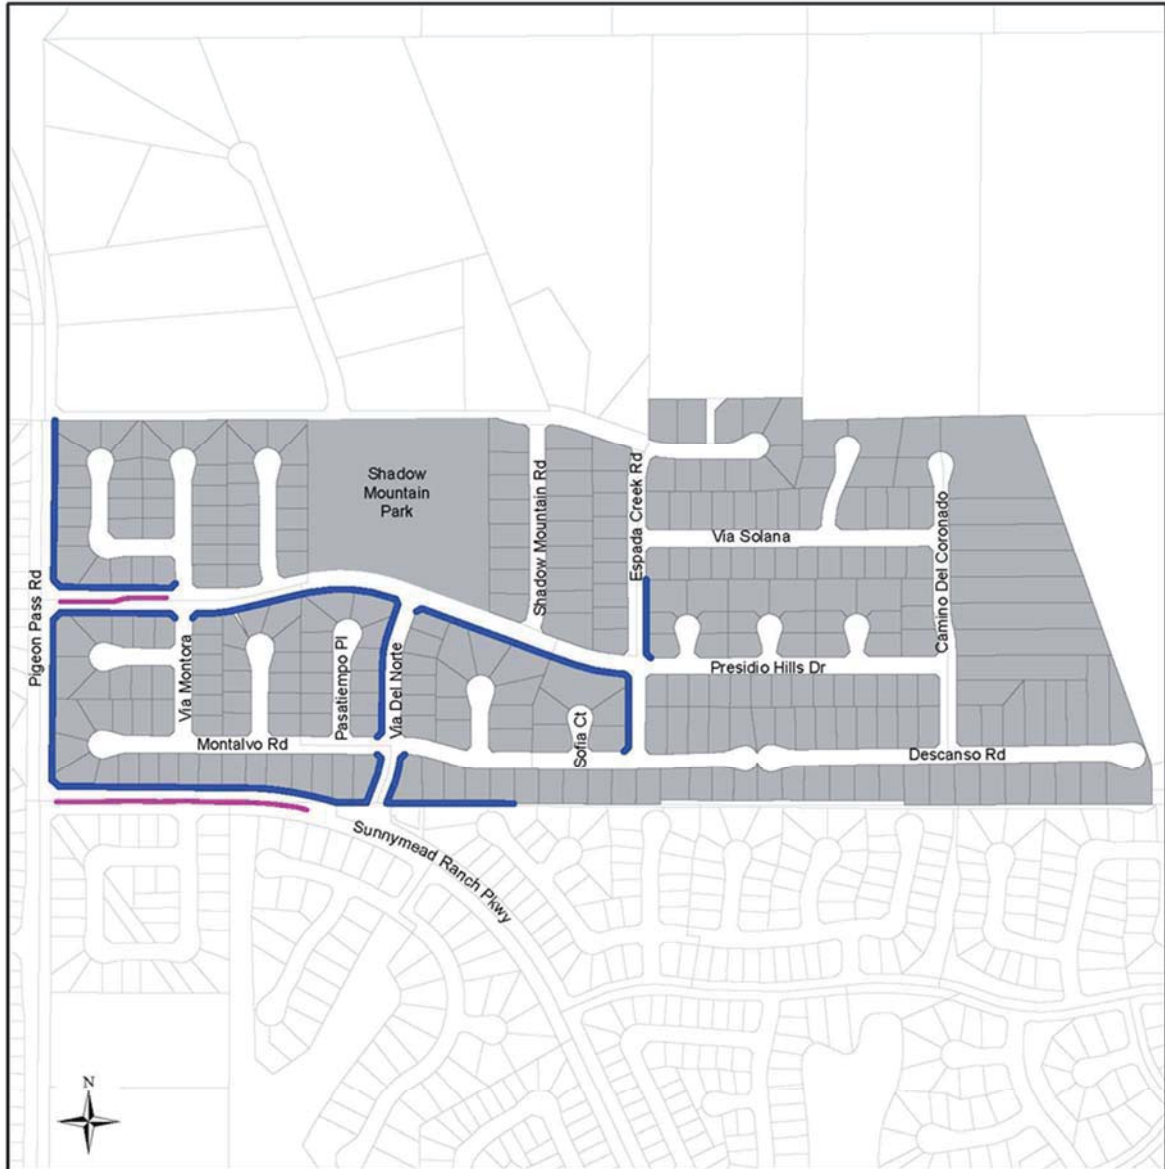 Shadow
Mountain
Park
Shadow Mountain Rd
Espada Creek Rd
Via Solana
Camino Del Coronado
Pigeon Pass Rd
Via Montora
Pasatiempo Pl
Via Del Norte
Presidio Hills Dr
Sofia Ct
Montalvo Rd
Descanso Rd
Sunnymead Ranch Pkwy
N